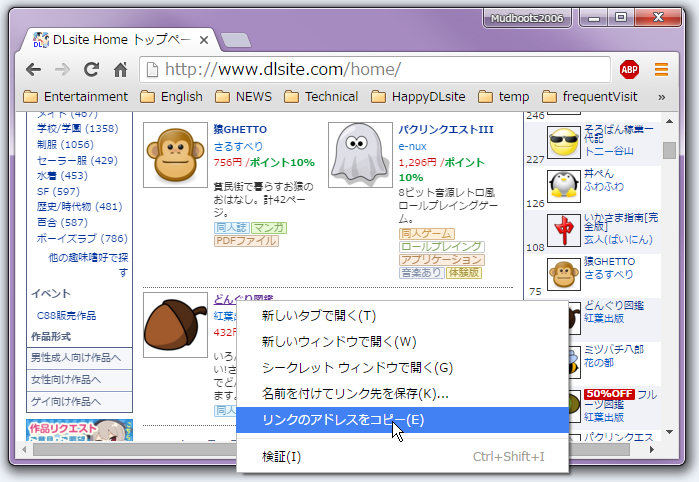 Mudboots2006
DLsite Home トップペー
http://www.dlsite.com/home/
ABP
Entertainment
English
NEWS
Technical
HappyDLsite
temp
frequentVisit
»
メイド (467)
学校/学園 (1358)
制服 (1056)
セーラー服 (429)
水着 (453)
SF (597)
歴史/時代物 (481)
百合 (587)
ボーイズラブ (786)
他の趣味嗜好で探
す
イベント
C88販売作品
作品形式
男性成人向け作品へ
女性向け作品へ
ゲイ向け作品へ
作品リクエスト
猿GHETTO
さるすべり
756円 /ポイント10%
貧民街で暮らすお猿の
おはなし。計42ペー
ジ。
同人誌 マンガ
PDFファイル
パクリンクエストIII
e-nux
1,296円 /ポイント
10%
8ビット音源レトロ風
ロールプレイングゲー
ム。
同人ゲーム
ロールプレイング
アプリケーション
音楽あり 体験版
どんぐり図鑑
紅葉出版
432円
いろん
い!さ
でどん
ます。
同人
新しいタブで開く(T)
新しいウィンドウで開く(W)
シークレット ウィンドウで開く(G)
名前を付けてリンク先を保存(K)...
リンクのアドレスをコピー(E)
検証(I) Ctrl+Shift+I
246
そろばん稼業一
代記
トニー谷山
227
丼ぺん
ふわふわ
126
いかさま指南[完
全版]
玄人(ばいにん)
108
猿GHETTO
さるすべり
75
どんぐり図鑑
紅葉出版
ミツバチ八郎
花の都
50%OFF フル
ーツ図鑑
紅葉出版
パクリンクエスト